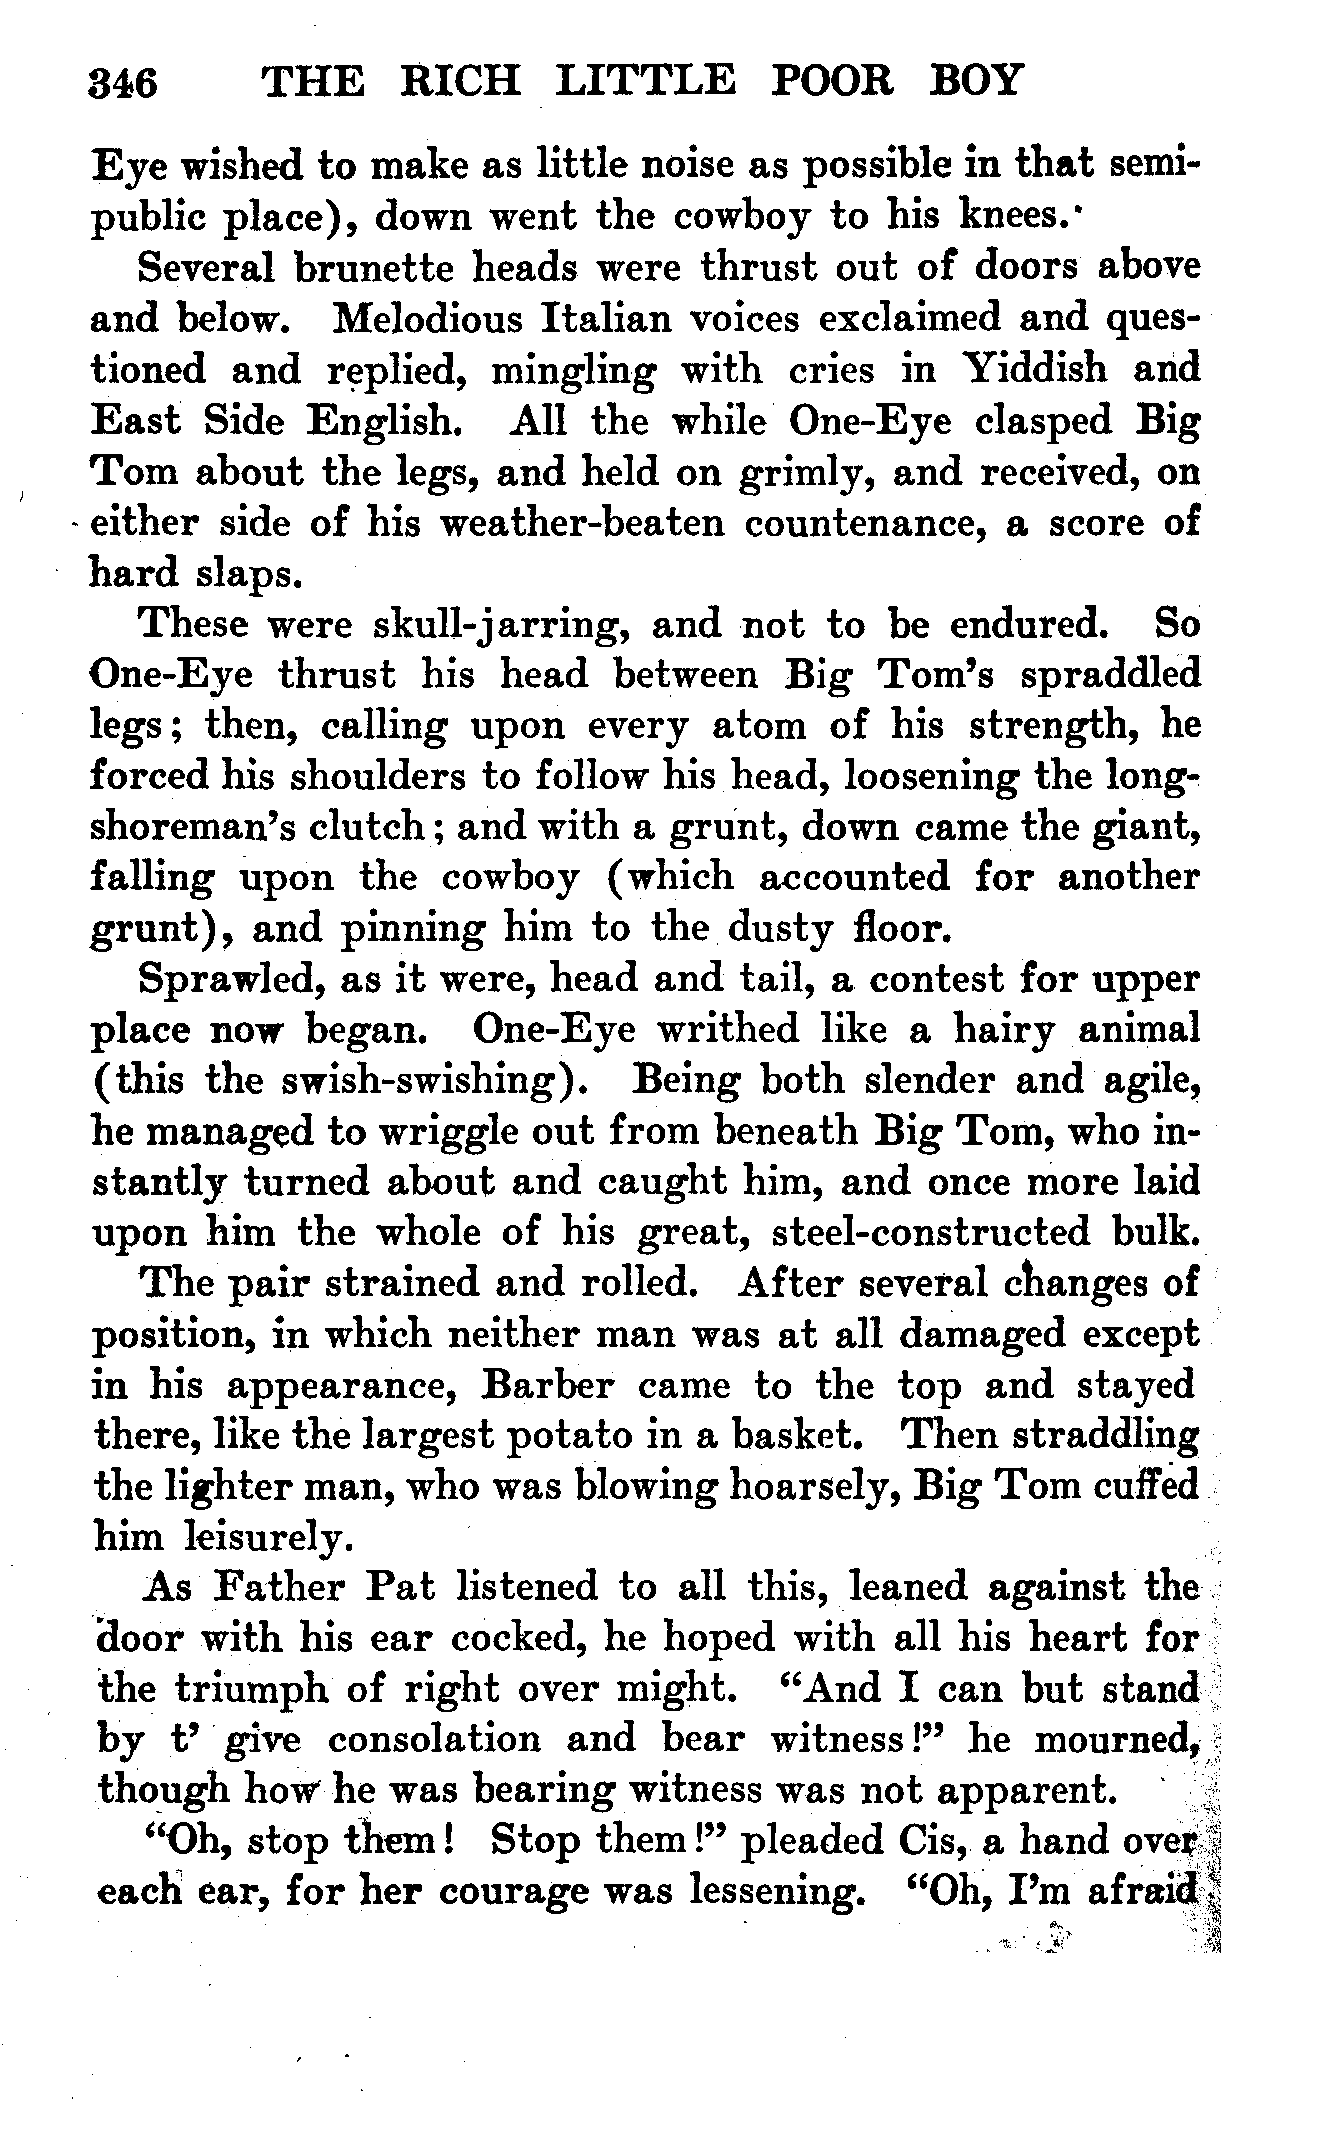 346 THE RICH LITTLE POOR BOY
Eye wished to make as little noise as possible in that semi-
public place), down went the cowboy to his knees.
Several brunette heads were thrust out of doors above
and below. Melodious Italian voices exclaimed and ques-
tioned and replied, mingling with cries in Yiddish and
East Side English. All the while One-Eye clasped Big
Tom about the legs, and held on grimly, and received, on
either side of his weather-beaten countenance, a score of
hard slaps.
These were skull-jarring, and not to be endured. So
One-Eye thrust his head between Big Tom's spraddled
legs; then, calling upon every atom of his strength, he
forced his shoulders to follow his head, loosening the long-
shoreman's clutch; and with a grunt, down came the giant,
falling upon the cowboy (which accounted for another
grunt), and pinning him to the dusty floor.
Sprawled, as it were, head and tail, a contest for upper
place now began. One-Eye writhed like a hairy animal
(this the swish-swishing). Being both slender and agile,
he managed to wriggle out from beneath Big Tom, who in-
stantly turned about and caught him, and once more laid
upon him the whole of his great, steel-constructed bulk.
The pair strained and rolled. After several changes of
position, in which neither man was at all damaged except
in his appearance, Barber came to the top and stayed
there, like the largest potato in a basket. Then straddling
the lighter man, who was blowing hoarsely, Big Tom cuffed
him leisurely.
As Father Pat listened to all this, leaned against the
door with his ear cocked, he hoped with all his heart for
the triumph of right over might. "And I can but stand
by t' give consolation and bear witness!" he mourned,
though how he was bearing witness was not apparent.
"Oh, stop them! Stop them!" pleaded Cis, a hand over
each ear, for her courage was lessening. "Oh, I'm afraid